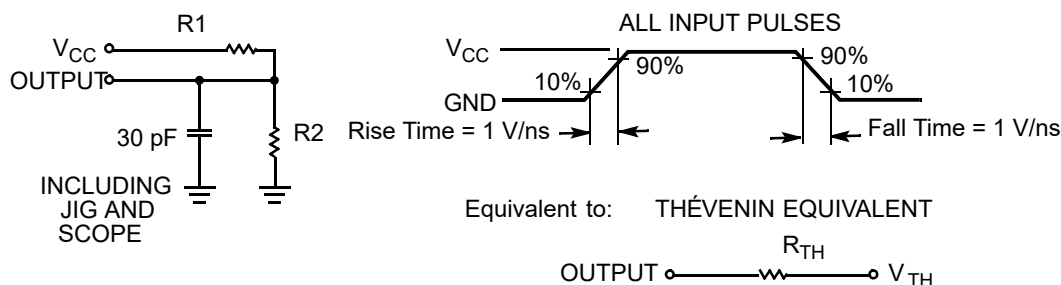 R1
VCC
OUTPUT
30 pF
R2
INCLUDING
JIG AND
SCOPE
ALL INPUT PULSES
VCC
GND
10%
90%
90%
10%
Rise Time = 1 V/ns
Fall Time = 1 V/ns
Equivalent to: THÉVENIN EQUIVALENT
RTH
OUTPUT
VTH